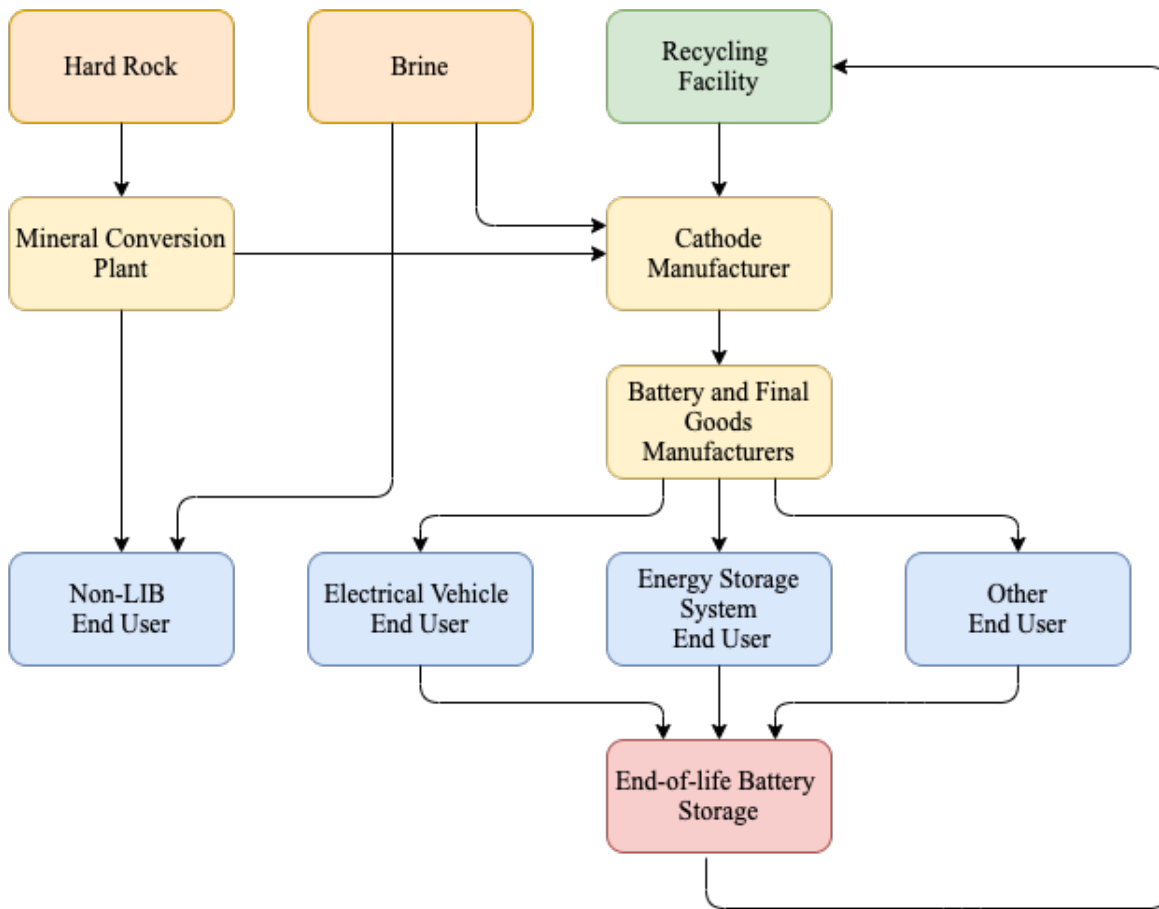 Hard Rock
Brine
Recycling
Facility
Mineral Conversion
Plant
Cathode
Manufacturer
Battery and Final
Goods
Manufacturers
Non-LIB
End User
Electrical Vehicle
End User
Energy Storage
System
End User
Other
End User
End-of-life Battery
Storage